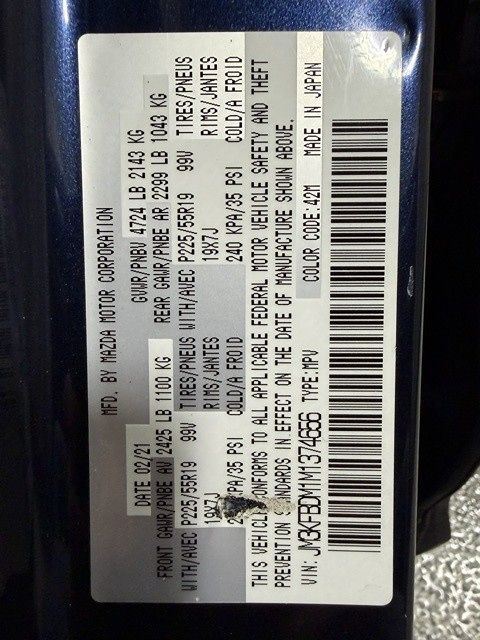 MFD. BY MAZDA MOTOR CORPORATION
DATE 02/21 GVWR/PNBV 4724 LB 2143 KG
FRONT GAWR/PNBE AV 2425 LB 1100 KG REAR GAWR/PNBE AR 2299 LB 1043 KG
WITH/AVEC P225/55R19 99V TIRES/PNEUS WITH/AVEC P225/55R19 99V TIRES/PNEUS
19X7J RIMS/JANTES 19X7J RIMS/JANTES
KPA/35 PSI COLD/A FROID 240 KPA/35 PSI COLD/A FROID
THIS VEHICLE CONFORMS TO ALL APPLICABLE FEDERAL MOTOR VEHICLE SAFETY AND THEFT
PREVENTION STANDARDS IN EFFECT ON THE DATE OF MANUFACTURE SHOWN ABOVE.
VIN: JM3KFBDM1M1374656 TYPE:MPV COLOR CODE:42M MADE IN JAPAN